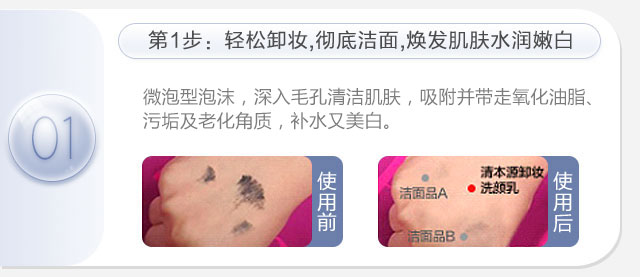 第1步：轻松卸妆,彻底洁面,焕发肌肤水润嫩白
01
微泡型泡沫，深入毛孔清洁肌肤，吸附并带走氧化油脂、
污垢及老化角质，补水又美白。
使用前
清本源卸妆
洗颜乳
洁面品A
洁面品B
使用后